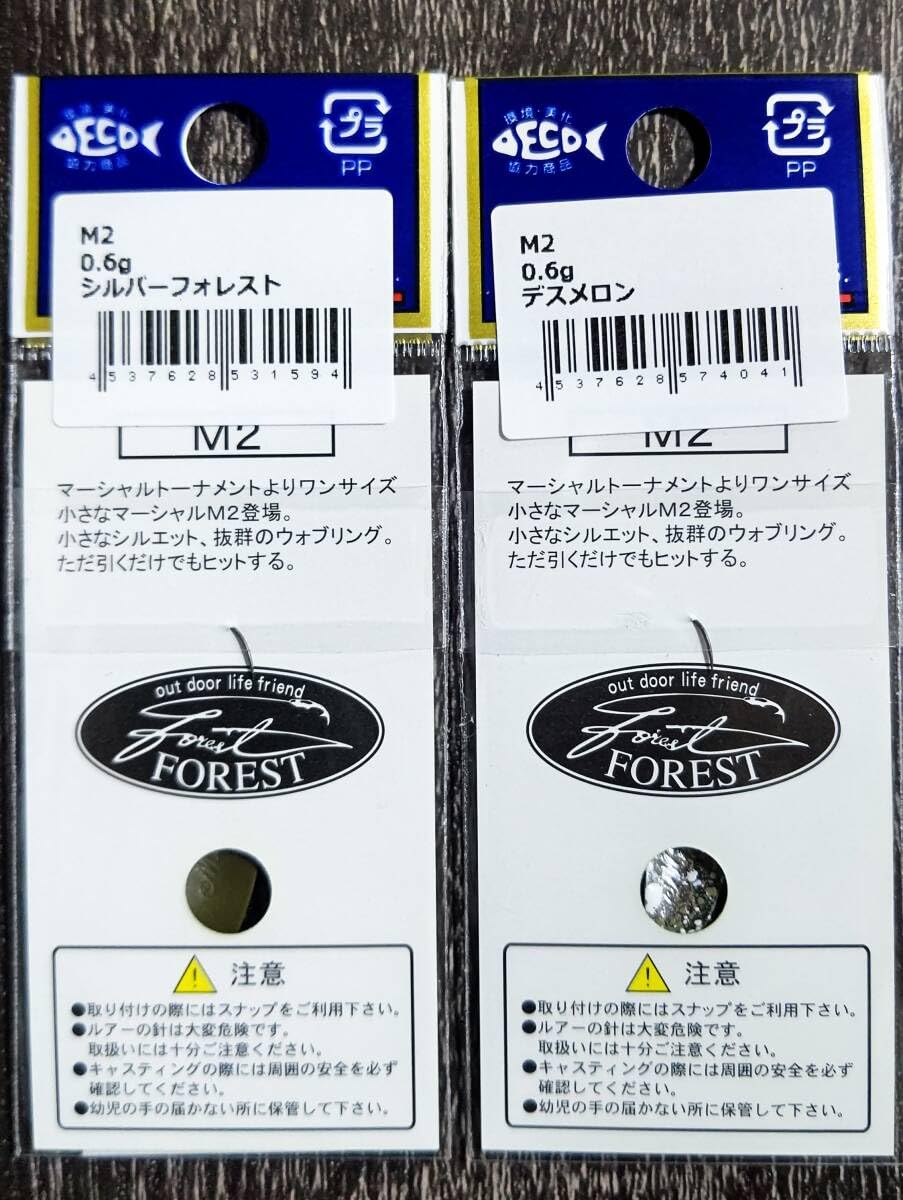 環境・美化
ECO
協力商品
プラ
PP
M2
0.6g
シルバーフォレスト
4 537628 531594
M2
マーシャルトーナメントよりワンサイズ
小さなマーシャルM2登場。
小さなシルエット、抜群のウォブリング。
ただ引くだけでもヒットする。
out door life friend
Forest
FOREST
注意
●取り付けの際にはスナップをご利用下さい。
●ルアーの針は大変危険です。
取扱いには十分ご注意ください。
●キャスティングの際には周囲の安全を必ず
確認してください。
●幼児の手の届かない所に保管して下さい。
環境・美化
ECO
協力商品
プラ
PP
M2
0.6g
デスメロン
4 537628 574041
M2
マーシャルトーナメントよりワンサイズ
小さなマーシャルM2登場。
小さなシルエット、抜群のウォブリング。
ただ引くだけでもヒットする。
out door life friend
Forest
FOREST
注意
●取り付けの際にはスナップをご利用下さい。
●ルアーの針は大変危険です。
取扱いには十分ご注意ください。
●キャスティングの際には周囲の安全を必ず
確認してください。
●幼児の手の届かない所に保管して下さい。